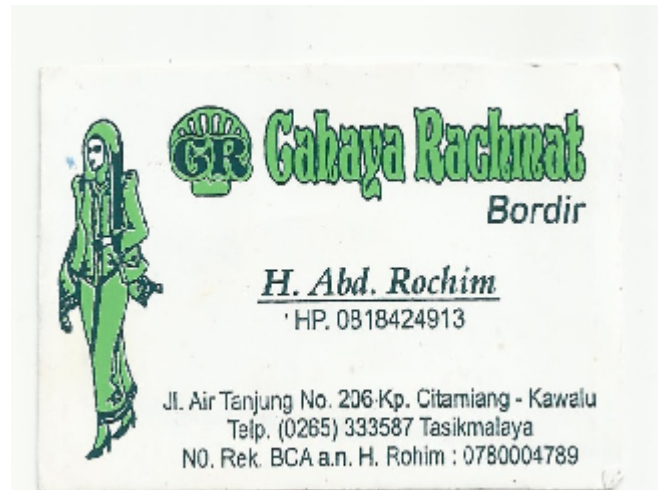 CR Cahaya Rachmat
Bordir
H. Abd. Rochim
HP. 0818424913
Jl. Air Tanjung No. 206 Kp. Citamiang - Kawalu
Telp. (0265) 333587 Tasikmalaya
N0. Rek. BCA a.n. H. Rohim : 0780004789